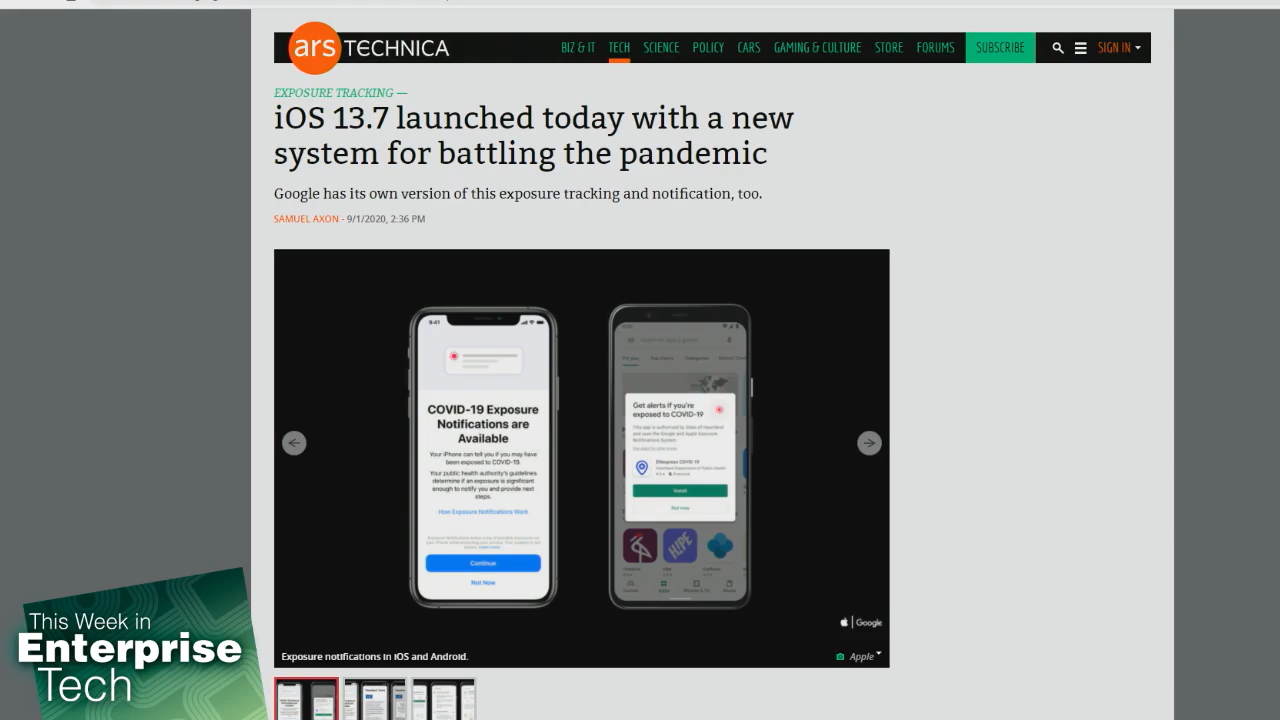 ars TECHNICA
BIZ & IT TECH SCIENCE POLICY CARS GAMING & CULTURE STORE FORUMS SUBSCRIBE SIGN IN
EXPOSURE TRACKING —
iOS 13.7 launched today with a new
system for battling the pandemic
Google has its own version of this exposure tracking and notification, too.
SAMUEL AXON - 9/1/2020, 2:36 PM
9:41
COVID-19 Exposure
Notifications are
Available
Your iPhone can tell you if you may have
been exposed to COVID-19.
Your public health authority's guidelines
determine if an exposure is significant
enough to notify you and provide next
steps.
How Exposure Notifications Work
Continue
Not Now
Get alerts if you're
exposed to COVID-19
Install
Not now
HYPE
Google
Exposure notifications in iOS and Android.
Apple
This Week in
Enterprise
Tech